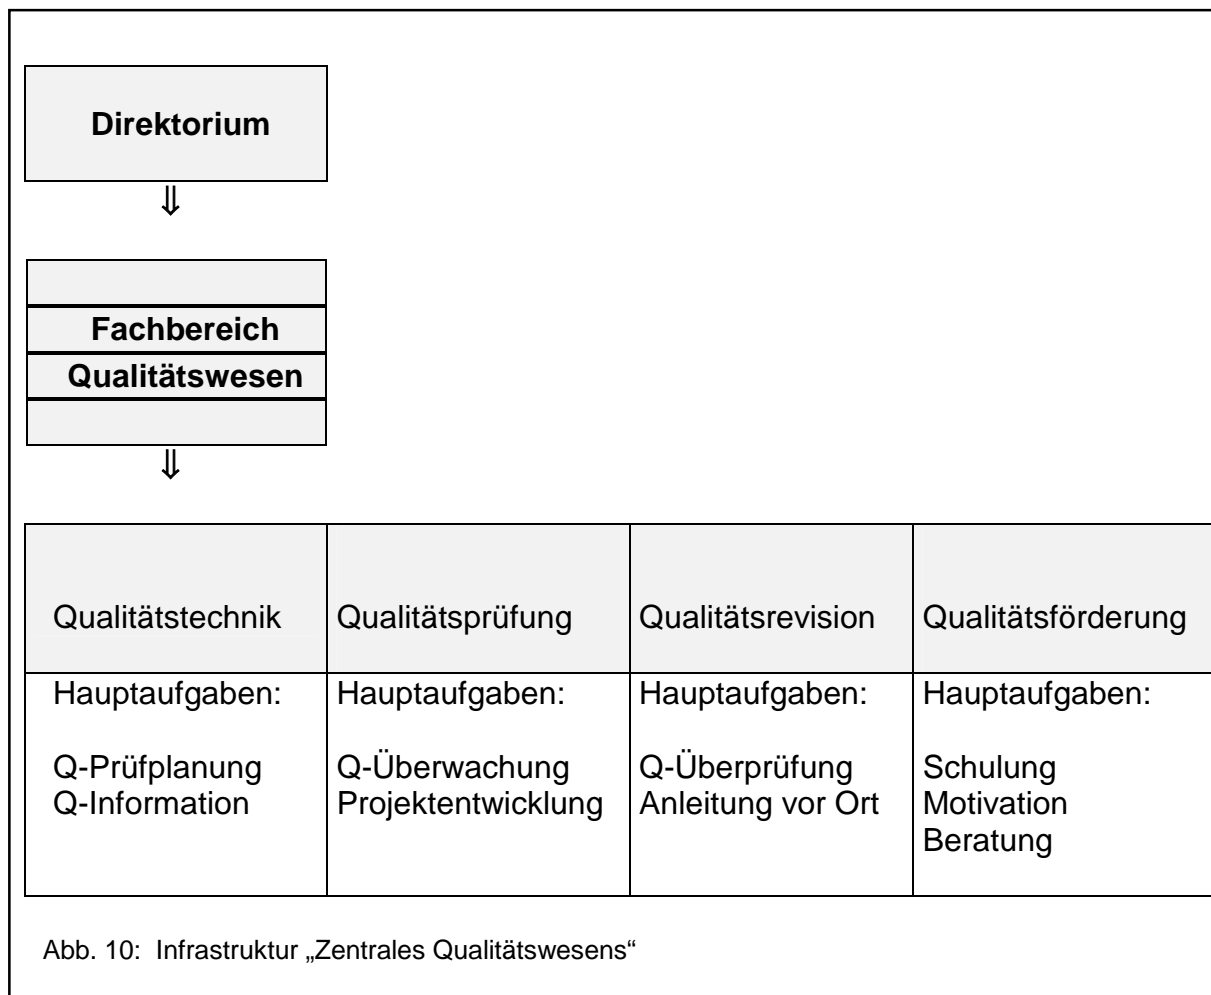 Direktorium
⇓
Fachbereich
Qualitätswesen
⇓
Qualitätstechnik
Qualitätsprüfung
Qualitätsrevision
Qualitätsförderung
Hauptaufgaben:
Q-Prüfplanung
Q-Information
Hauptaufgaben:
Q-Überwachung
Projektentwicklung
Hauptaufgaben:
Q-Überprüfung
Anleitung vor Ort
Hauptaufgaben:
Schulung
Motivation
Beratung
Abb. 10: Infrastruktur „Zentrales Qualitätswesens“